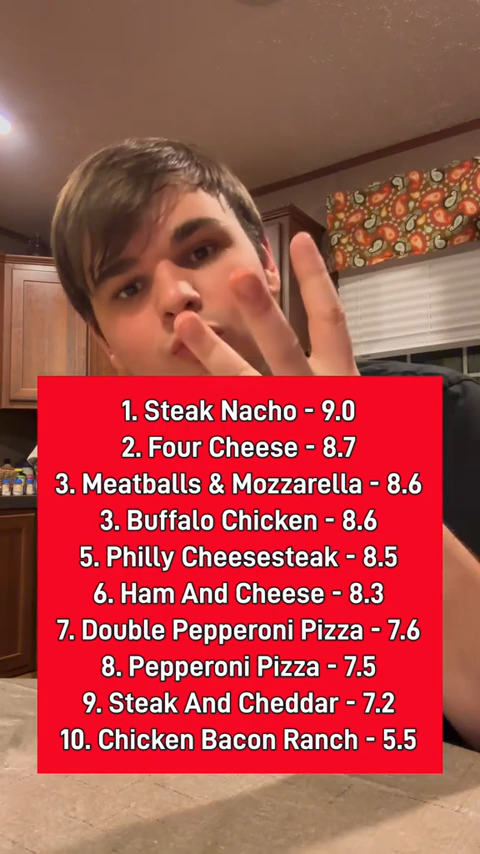 1. Steak Nacho - 9.0
2. Four Cheese - 8.7
3. Meatballs & Mozzarella - 8.6
3. Buffalo Chicken - 8.6
5. Philly Cheesesteak - 8.5
6. Ham And Cheese - 8.3
7. Double Pepperoni Pizza - 7.6
8. Pepperoni Pizza - 7.5
9. Steak And Cheddar - 7.2
10. Chicken Bacon Ranch - 5.5